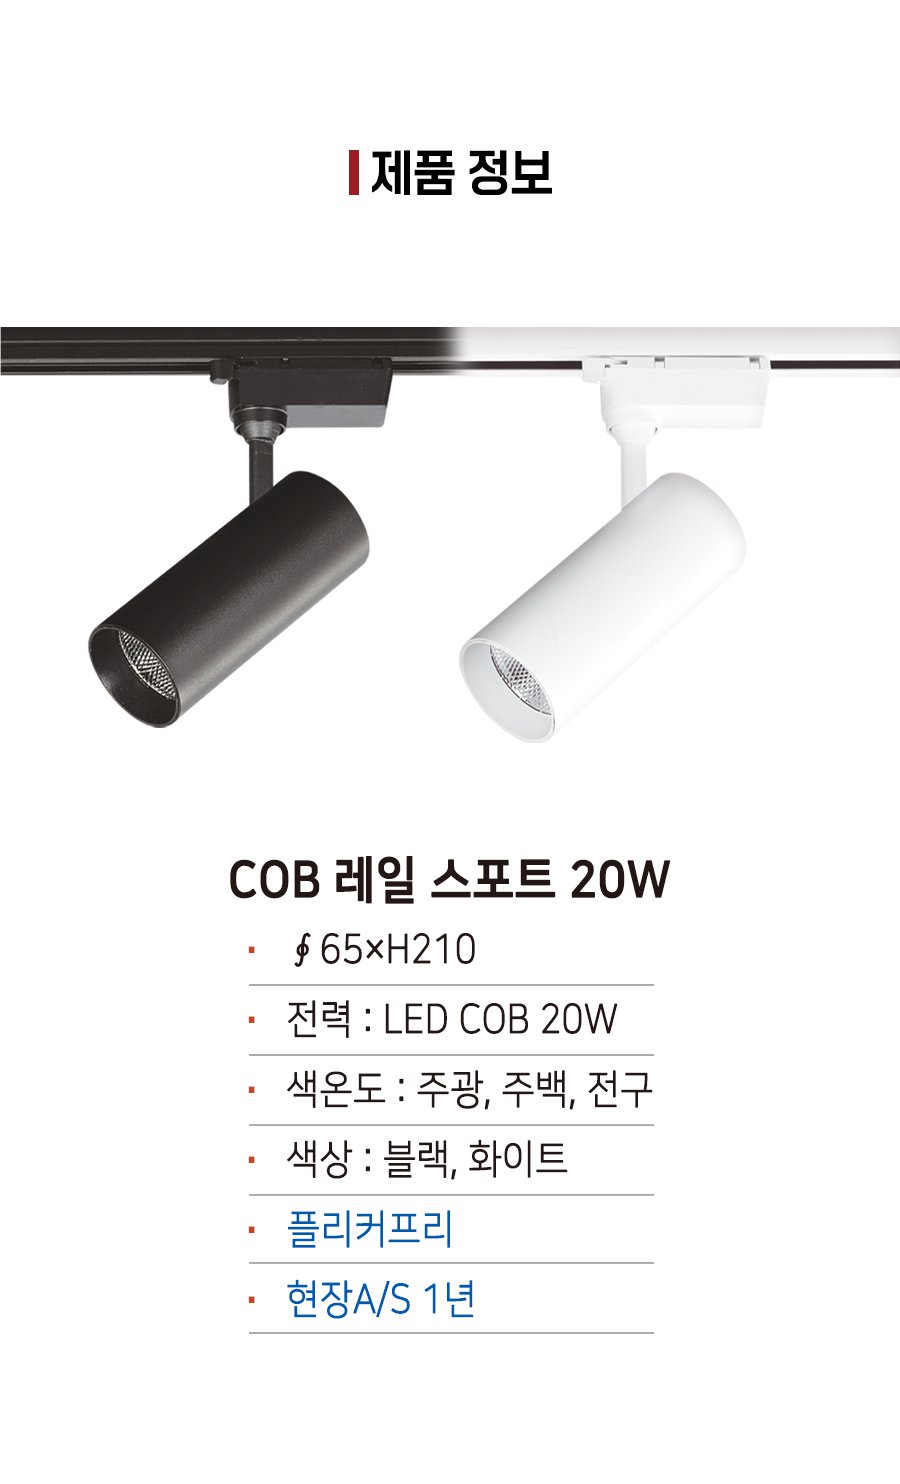 제품 정보
COB 레일 스포트 20W
· ∮65×H210
· 전력 : LED COB 20W
· 색온도 : 주광, 주백, 전구
· 색상 : 블랙, 화이트
· 플리커프리
· 현장A/S 1년